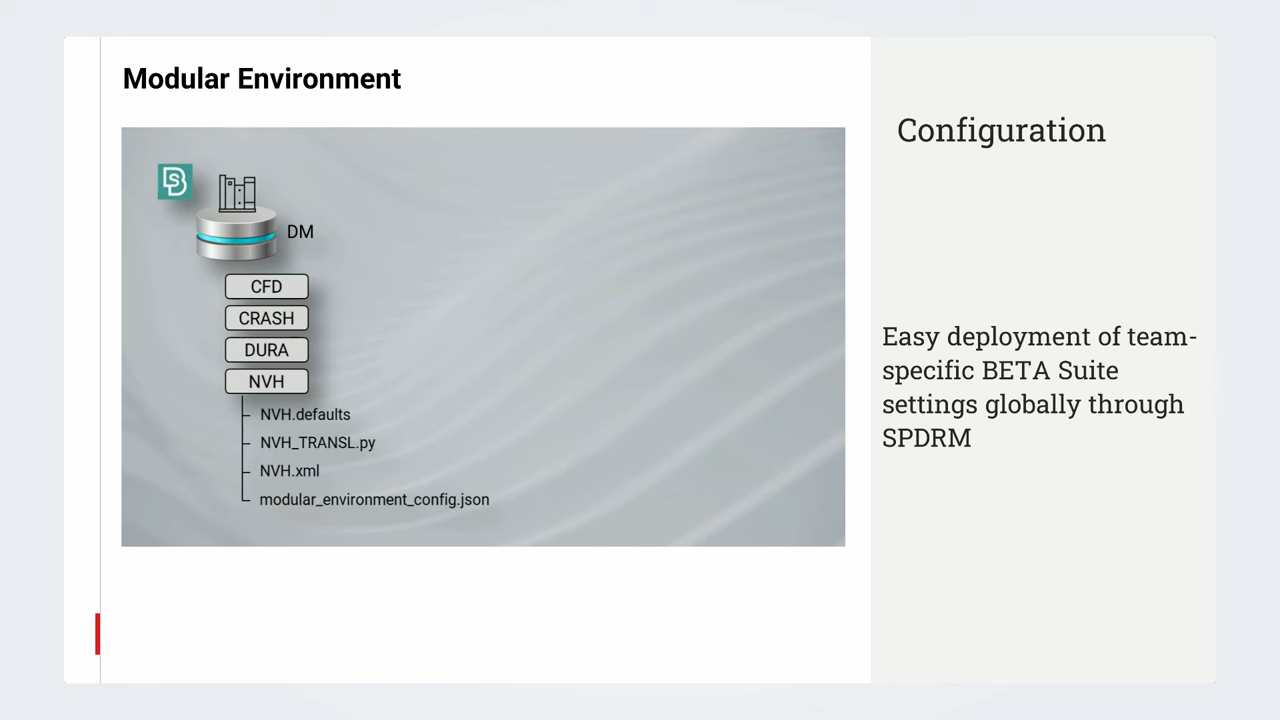 Modular Environment
Configuration
DM
CFD
CRASH
DURA
NVH
NVH.defaults
NVH_TRANSL.py
NVH.xml
modular_environment_config.json
Easy deployment of team-
specific BETA Suite
settings globally through
SPDRM